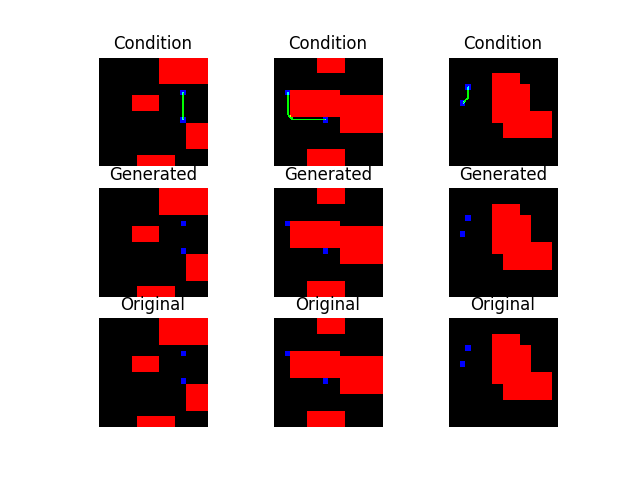 Condition Condition Condition
Generated Generated Generated
Original Original Original